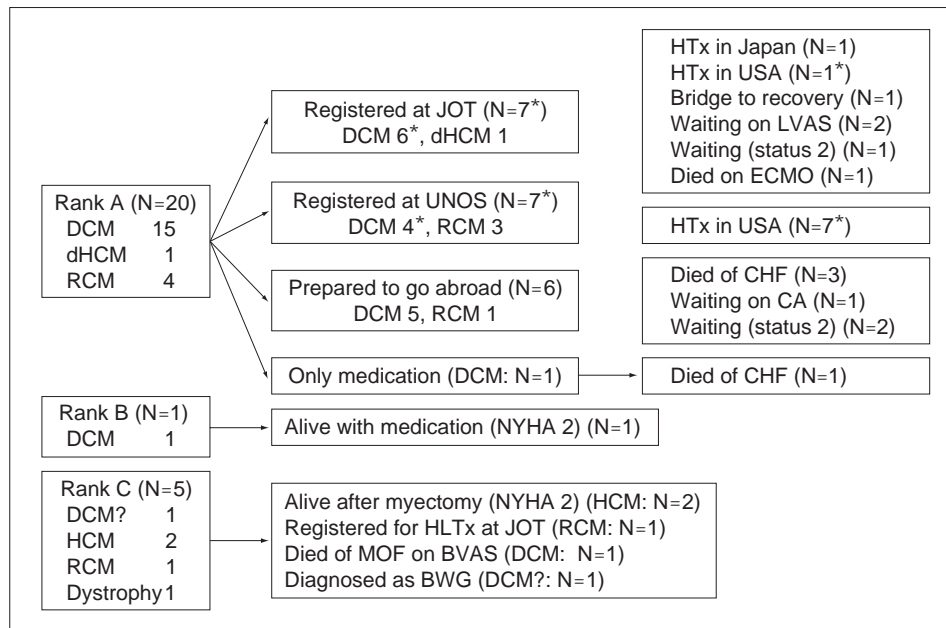 Rank A (N=20)
DCM 15
dHCM 1
RCM 4
Registered at JOT (N=7*)
DCM 6*, dHCM 1
HTx in Japan (N=1)
HTx in USA (N=1*)
Bridge to recovery (N=1)
Waiting on LVAS (N=2)
Waiting (status 2) (N=1)
Died on ECMO (N=1)
Registered at UNOS (N=7*)
DCM 4*, RCM 3
HTx in USA (N=7*)
Prepared to go abroad (N=6)
DCM 5, RCM 1
Died of CHF (N=3)
Waiting on CA (N=1)
Waiting (status 2) (N=2)
Only medication (DCM: N=1)
Died of CHF (N=1)
Rank B (N=1)
DCM 1
Alive with medication (NYHA 2) (N=1)
Rank C (N=5)
DCM? 1
HCM 2
RCM 1
Dystrophy 1
Alive after myectomy (NYHA 2) (HCM: N=2)
Registered for HLTx at JOT (RCM: N=1)
Died of MOF on BVAS (DCM: N=1)
Diagnosed as BWG (DCM?: N=1)